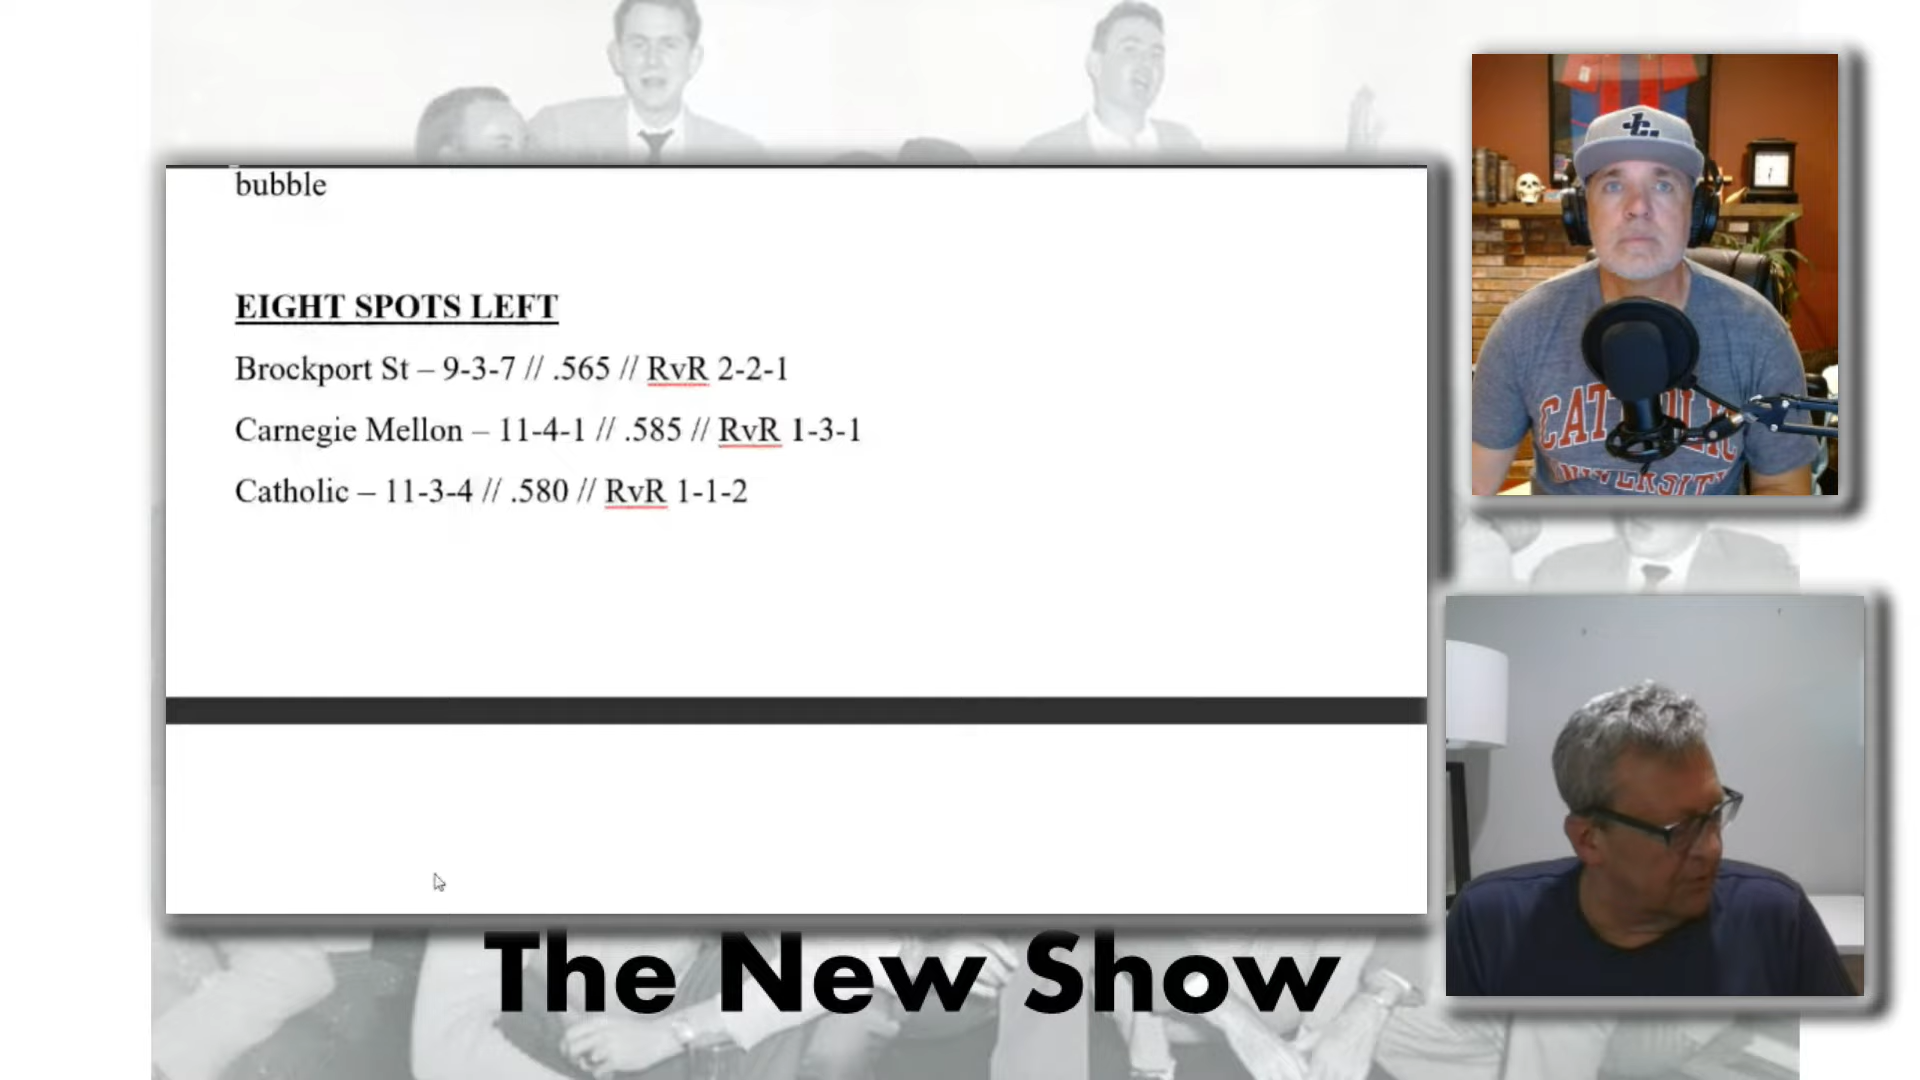 bubble
EIGHT SPOTS LEFT
Brockport St – 9-3-7 // .565 // RvR 2-2-1
Carnegie Mellon – 11-4-1 // .585 // RvR 1-3-1
Catholic – 11-3-4 // .580 // RvR 1-1-2
The New Show